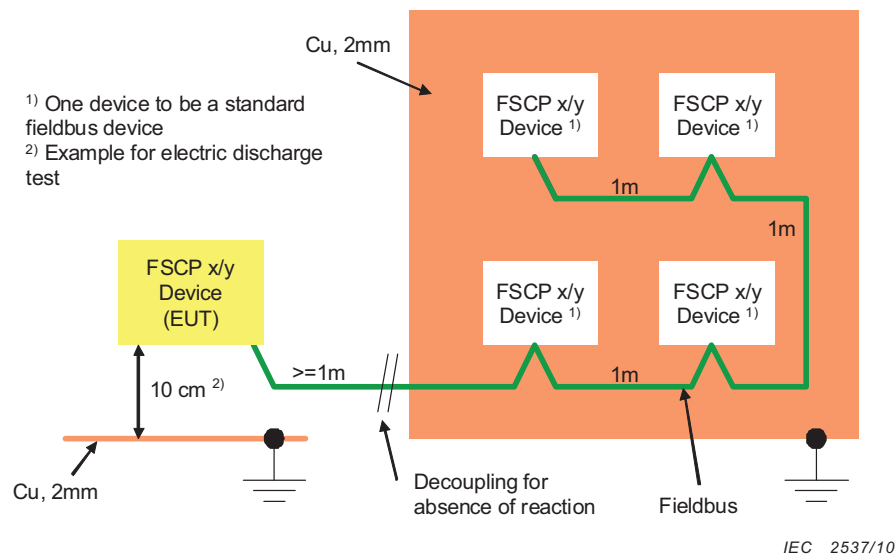 Cu, 2mm
1) One device to be a standard
fieldbus device
2) Example for electric discharge
test
FSCP x/y
Device 1)
FSCP x/y
Device 1)
1m
1m
FSCP x/y
Device
(EUT)
FSCP x/y
Device 1)
FSCP x/y
Device 1)
10 cm 2)
>=1m
1m
Cu, 2mm
Decoupling for
absence of reaction
Fieldbus
IEC 2537/10